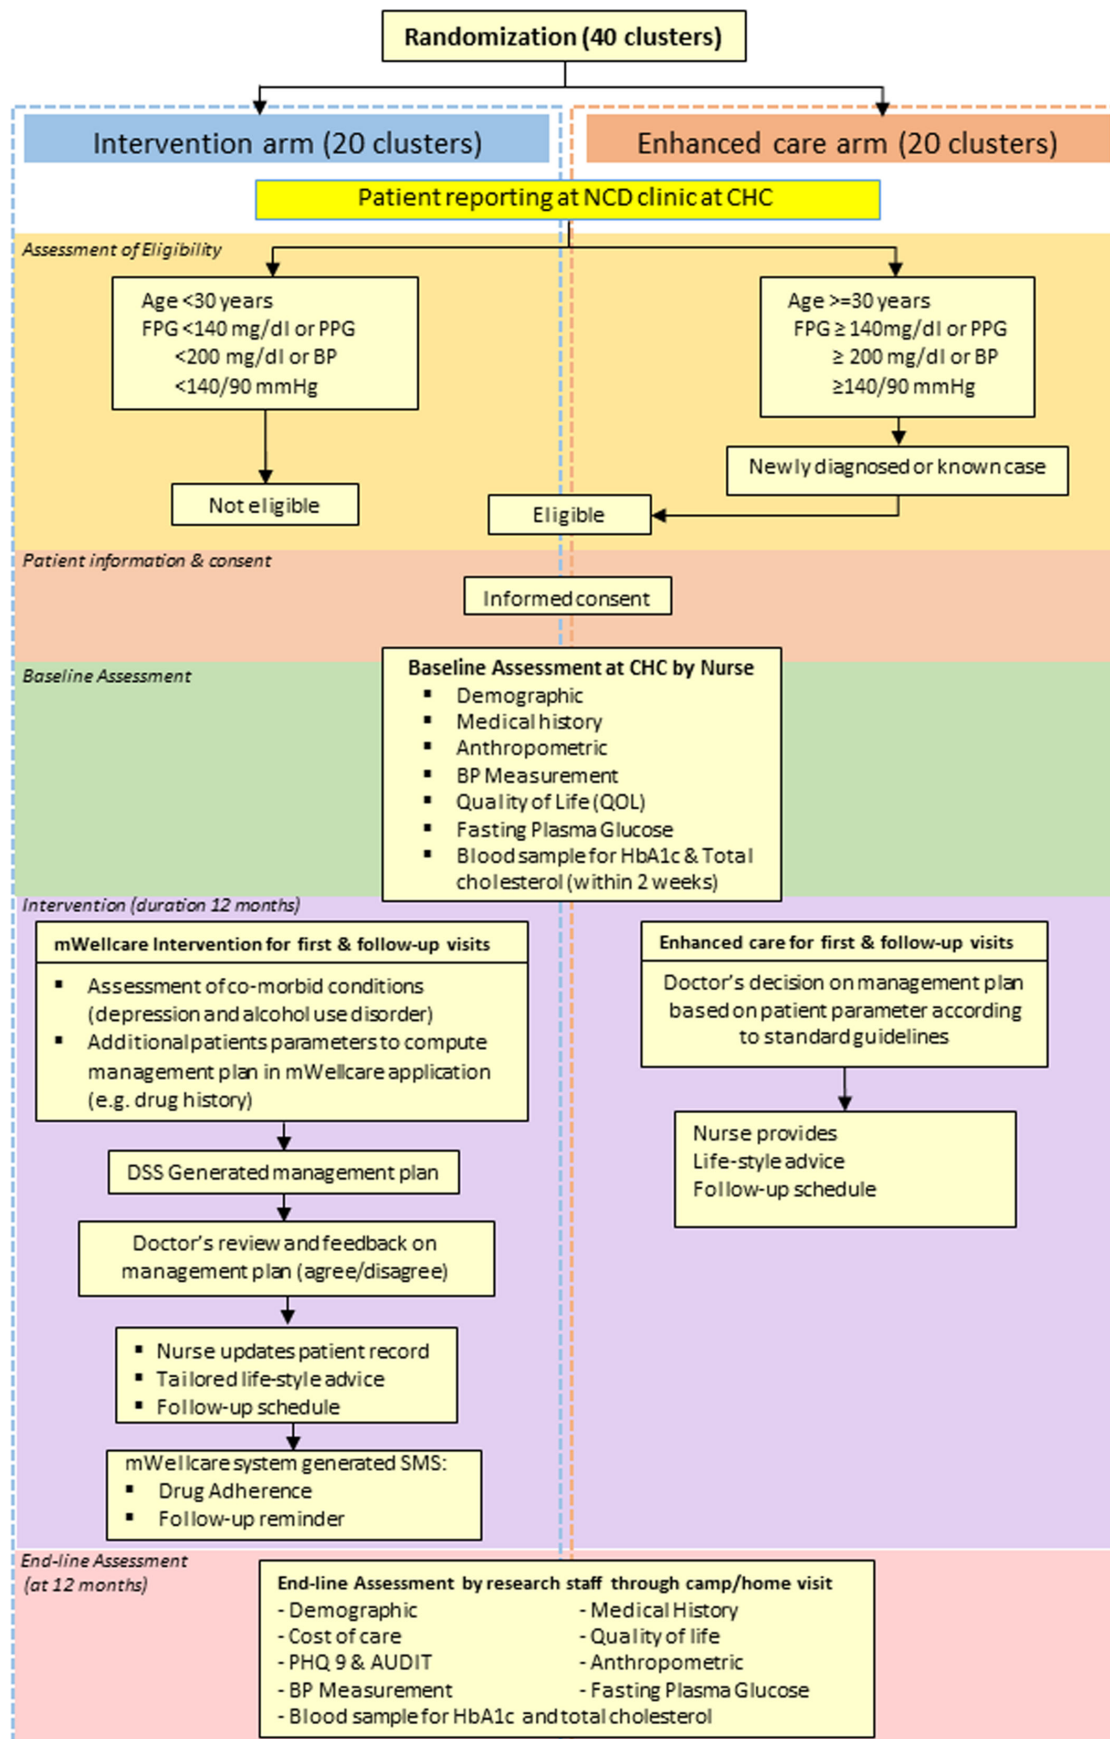 Randomization (40 clusters)
Intervention arm (20 clusters)
Enhanced care arm (20 clusters)
Patient reporting at NCD clinic at CHC
Assessment of Eligibility
Age <30 years
FPG <140 mg/dl or PPG
<200 mg/dl or BP
<140/90 mmHg
Age >=30 years
FPG ≥ 140mg/dl or PPG
≥ 200 mg/dl or BP
≥140/90 mmHg
Newly diagnosed or known case
Not eligible
Eligible
Patient information & consent
Informed consent
Baseline Assessment
Baseline Assessment at CHC by Nurse
▪ Demographic
▪ Medical history
▪ Anthropometric
▪ BP Measurement
▪ Quality of Life (QOL)
▪ Fasting Plasma Glucose
▪ Blood sample for HbA1c & Total
cholesterol (within 2 weeks)
Intervention (duration 12 months)
mWellcare Intervention for first & follow-up visits
▪ Assessment of co-morbid conditions
(depression and alcohol use disorder)
▪ Additional patients parameters to compute
management plan in mWellcare application
(e.g. drug history)
DSS Generated management plan
Doctor's review and feedback on
management plan (agree/disagree)
▪ Nurse updates patient record
▪ Tailored life-style advice
▪ Follow-up schedule
mWellcare system generated SMS:
▪ Drug Adherence
▪ Follow-up reminder
Enhanced care for first & follow-up visits
Doctor's decision on management plan
based on patient parameter according
to standard guidelines
Nurse provides
Life-style advice
Follow-up schedule
End-line Assessment
(at 12 months)
End-line Assessment by research staff through camp/home visit
- Demographic - Medical History
- Cost of care - Quality of life
- PHQ 9 & AUDIT - Anthropometric
- BP Measurement - Fasting Plasma Glucose
- Blood sample for HbA1c and total cholesterol